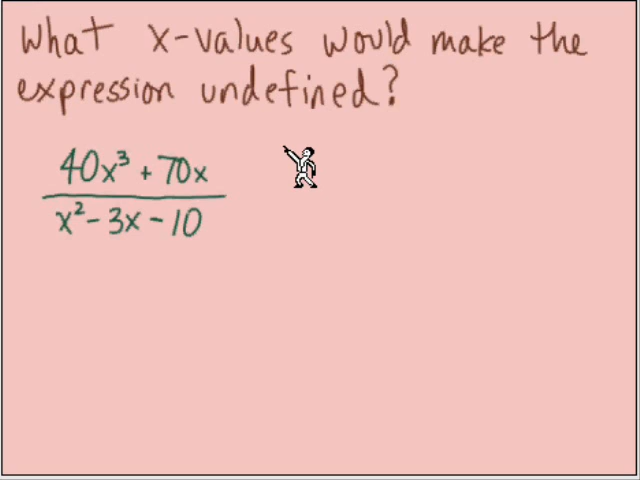 What x-values would make the
expression undefined?
40x³ + 70x
x² - 3x - 10